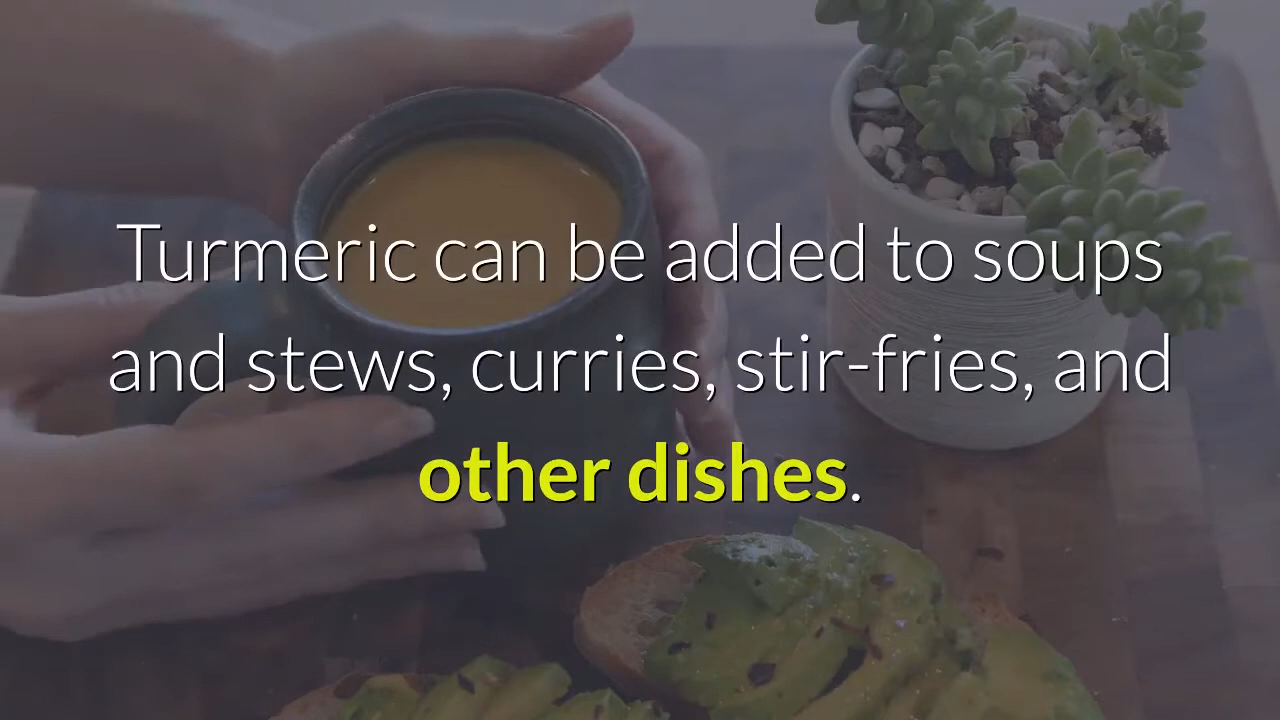 Turmeric can be added to soups
and stews, curries, stir-fries, and
other dishes.